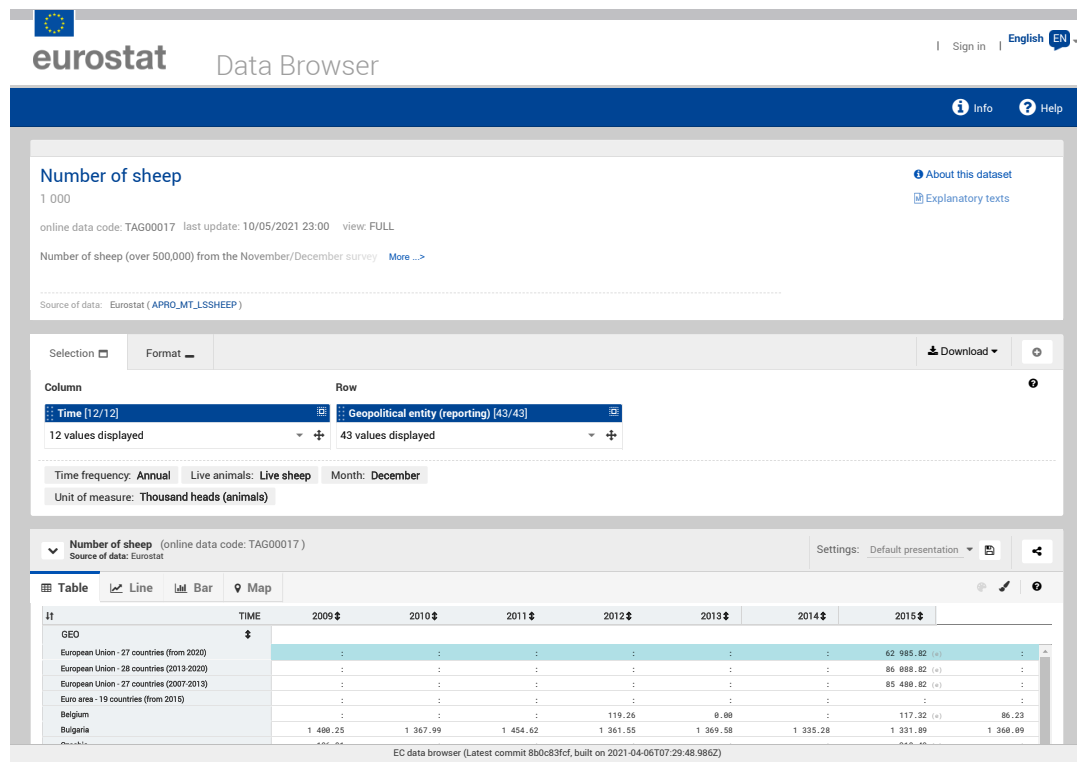 eurostat
Data Browser
Sign in
English EN
Info
Help
Number of sheep
1 000
online data code: TAG00017 last update: 10/05/2021 23:00 view: FULL
Number of sheep (over 500,000) from the November/December survey More ...>
Source of data: Eurostat ( APRO_MT_LSSHEEP )
About this dataset
Explanatory texts
Selection Format Download
Column Row
Time [12/12] Geopolitical entity (reporting) [43/43]
12 values displayed 43 values displayed
Time frequency: Annual Live animals: Live sheep Month: December
Unit of measure: Thousand heads (animals)
Number of sheep (online data code: TAG00017 )
Source of data: Eurostat
Settings: Default presentation
Table Line Bar Map
TIME 2009 2010 2011 2012 2013 2014 2015
GEO
European Union - 27 countries (from 2020) : : : : : : 62 985.82 (e) :
European Union - 28 countries (2013-2020) : : : : : : 86 088.82 (e) :
European Union - 27 countries (2007-2013) : : : : : : 85 480.82 (e) :
Euro area - 19 countries (from 2015) : : : : : : : :
Belgium : : : 119.26 0.00 : 117.32 (e) 86.23
Bulgaria 1 400.25 1 367.99 1 454.62 1 361.55 1 369.58 1 335.28 1 331.89 1 360.09
EC data browser (Latest commit 8b0c83fcf, built on 2021-04-06T07:29:48.986Z)